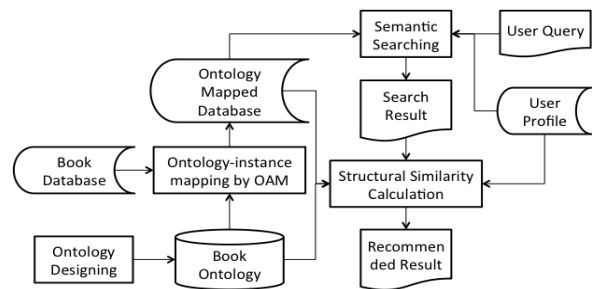 Semantic
Searching
User Query
Ontology
Mapped
Database
Search
Result
User
Profile
Book
Database
Ontology-instance
mapping by OAM
Structural Similarity
Calculation
Ontology
Designing
Book
Ontology
Recommen
ded Result